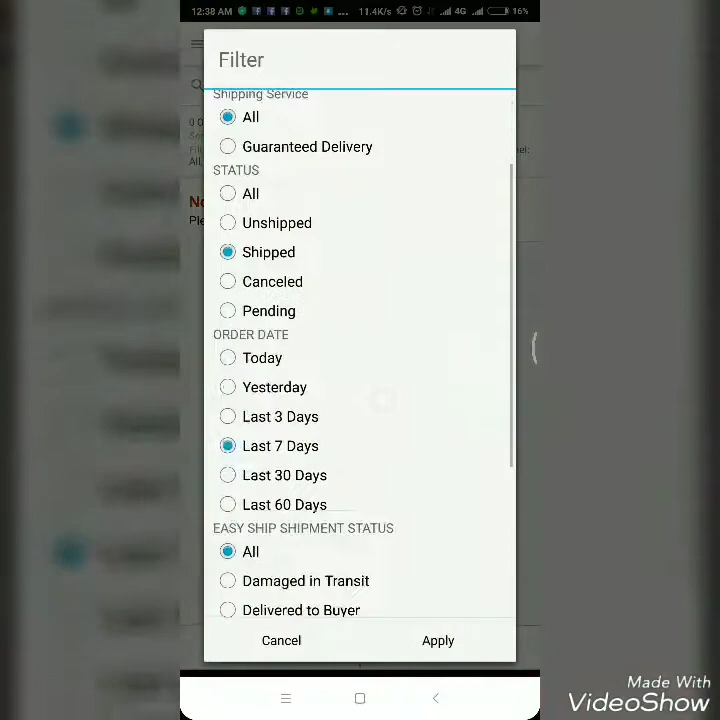 12:38 AM
... 11.4K/s 4G 16%
Filter
Shipping Service
All
Guaranteed Delivery
STATUS
All
Unshipped
Shipped
Canceled
Pending
ORDER DATE
Today
Yesterday
Last 3 Days
Last 7 Days
Last 30 Days
Last 60 Days
EASY SHIP SHIPMENT STATUS
All
Damaged in Transit
Delivered to Buyer
Cancel Apply
Made With
VideoShow